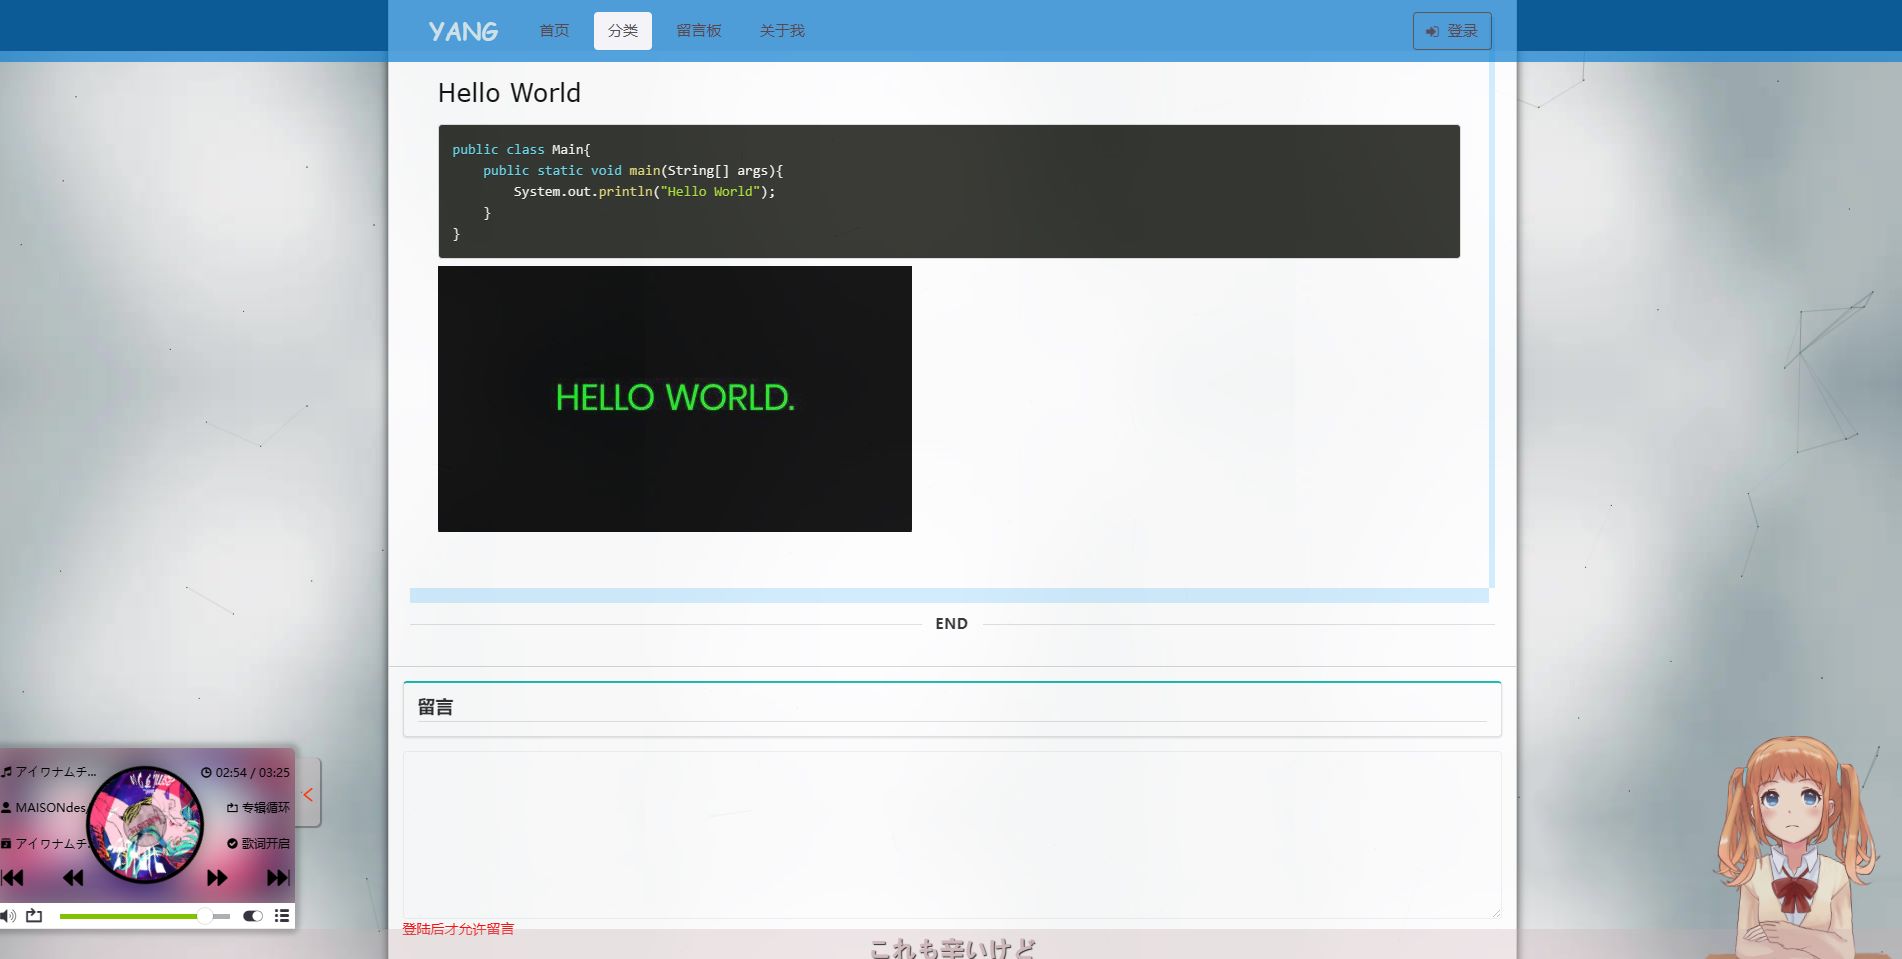 YANG
首页
分类
留言板
关于我
登录
Hello World
public class Main{
    public static void main(String[] args){
        System.out.println("Hello World");
    }
}
HELLO WORLD.
END
留言
アイワナムチ...
02:54 / 03:25
MAISONdes
专辑循环
アイワナムチ
歌词开启
登陆后才允许留言
これも辛いけど